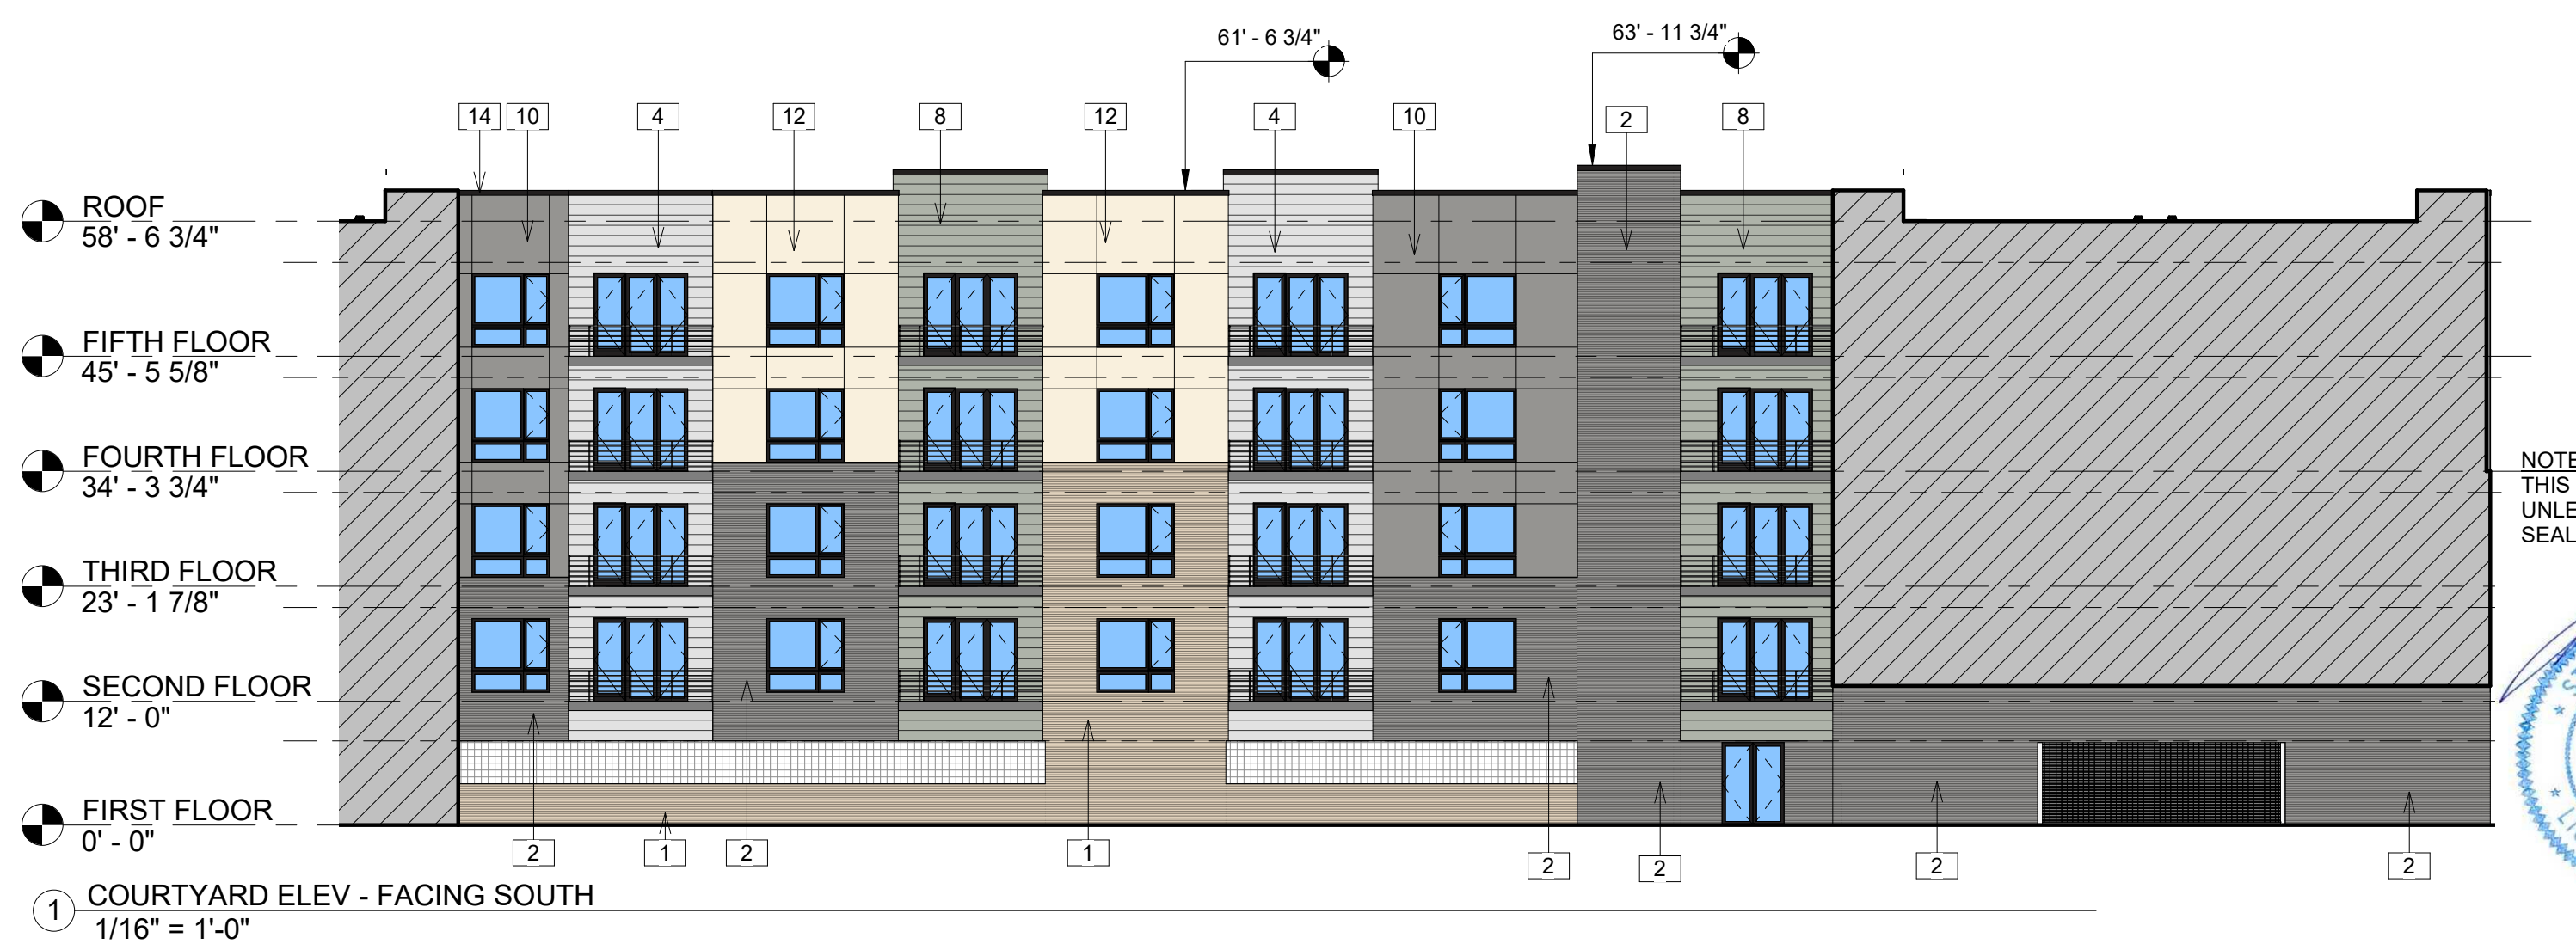 61' - 6 3/4"
63' - 11 3/4"
14
10
4
12
8
12
4
10
2
8
ROOF
58' - 6 3/4"
FIFTH FLOOR
45' - 5 5/8"
FOURTH FLOOR
34' - 3 3/4"
THIRD FLOOR
23' - 1 7/8"
SECOND FLOOR
12' - 0"
FIRST FLOOR
0' - 0"
NOTE
THIS
UNLE
SEAL
2
1
2
1
2
2
2
2
1
COURTYARD ELEV - FACING SOUTH
1/16" = 1'-0"